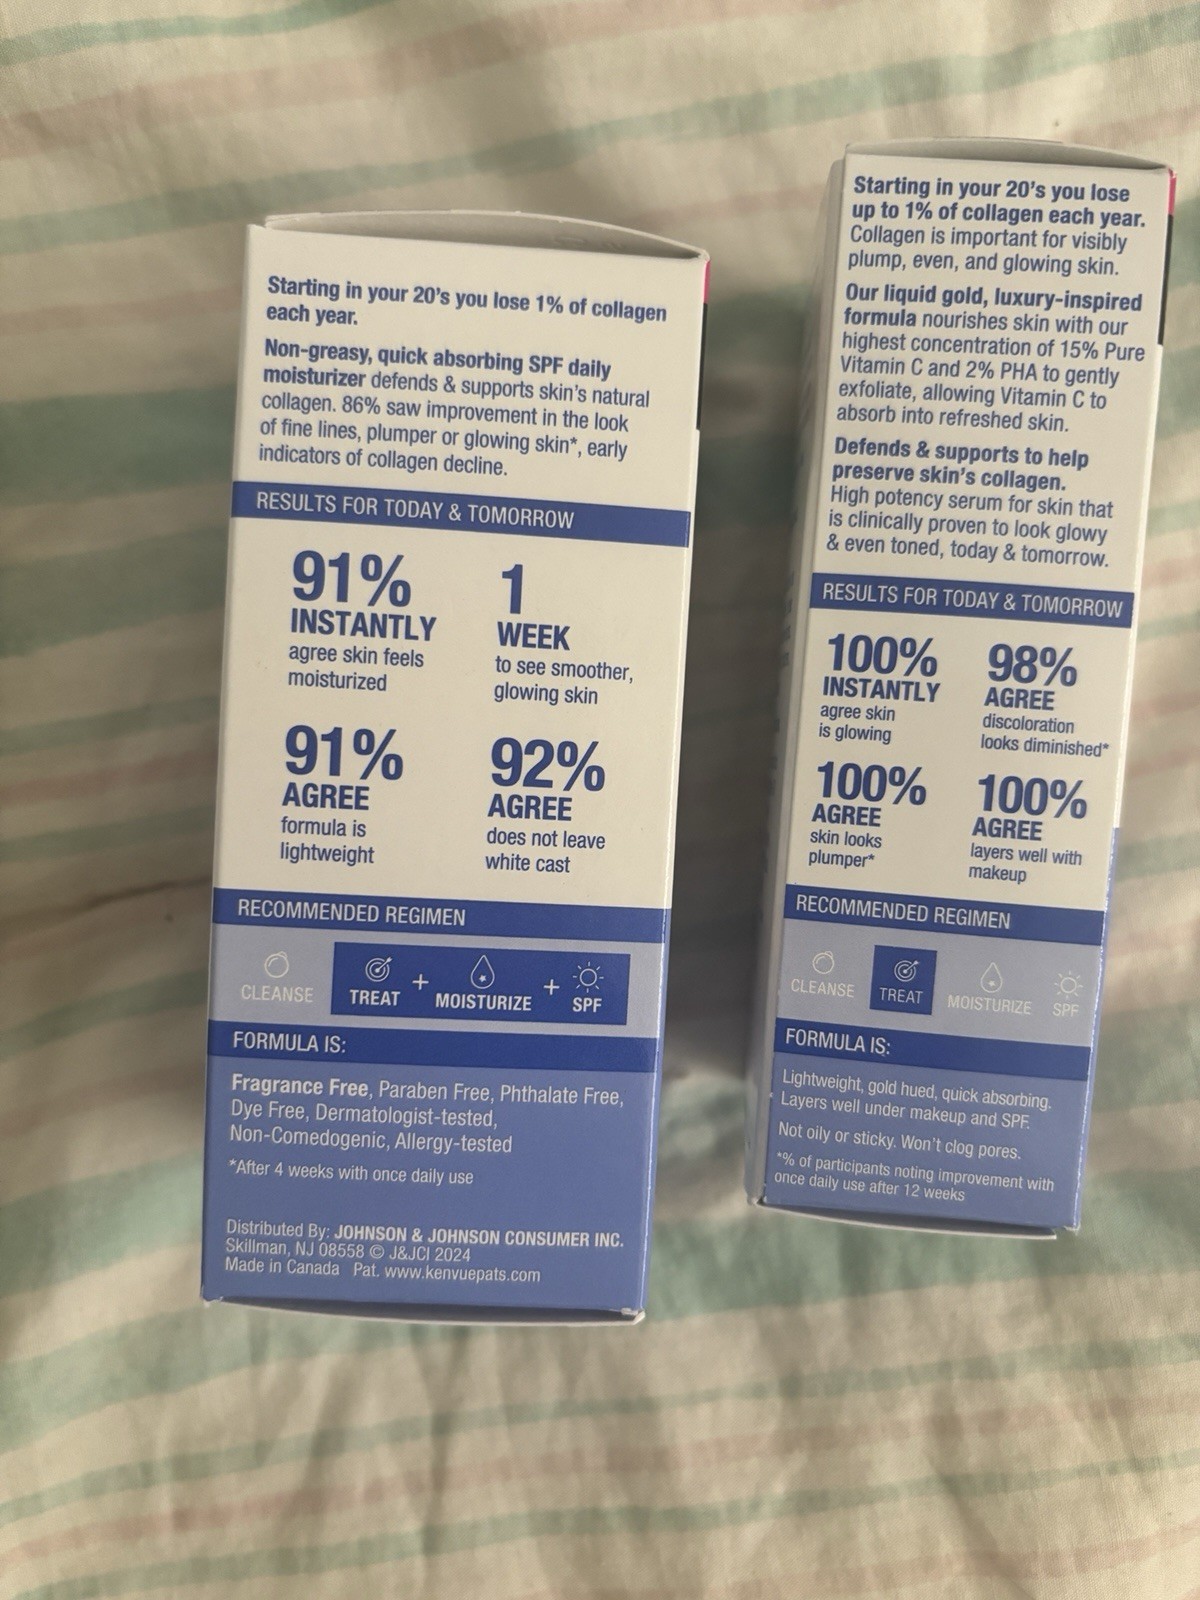 Starting in your 20's you lose 1% of collagen
each year.
Non-greasy, quick absorbing SPF daily
moisturizer defends & supports skin's natural
collagen. 86% saw improvement in the look
of fine lines, plumper or glowing skin*, early
indicators of collagen decline.
RESULTS FOR TODAY & TOMORROW
91%
INSTANTLY
agree skin feels
moisturized
1
WEEK
to see smoother,
glowing skin
91%
AGREE
formula is
lightweight
92%
AGREE
does not leave
white cast
RECOMMENDED REGIMEN
CLEANSE
TREAT + MOISTURIZE + SPF
FORMULA IS:
Fragrance Free, Paraben Free, Phthalate Free,
Dye Free, Dermatologist-tested,
Non-Comedogenic, Allergy-tested
*After 4 weeks with once daily use
Distributed By: JOHNSON & JOHNSON CONSUMER INC.
Skillman, NJ 08558 © J&JCI 2024
Made in Canada Pat. www.kenvuepats.com
Starting in your 20's you lose
up to 1% of collagen each year.
Collagen is important for visibly
plump, even, and glowing skin.
Our liquid gold, luxury-inspired
formula nourishes skin with our
highest concentration of 15% Pure
Vitamin C and 2% PHA to gently
exfoliate, allowing Vitamin C to
absorb into refreshed skin.
Defends & supports to help
preserve skin's collagen.
High potency serum for skin that
is clinically proven to look glowy
& even toned, today & tomorrow.
RESULTS FOR TODAY & TOMORROW
100%
INSTANTLY
agree skin
is glowing
98%
AGREE
discoloration
looks diminished*
100%
AGREE
skin looks
plumper*
100%
AGREE
layers well with
makeup
RECOMMENDED REGIMEN
CLEANSE
TREAT
MOISTURIZE
SPF
FORMULA IS:
Lightweight, gold hued, quick absorbing.
Layers well under makeup and SPF.
Not oily or sticky. Won't clog pores.
*% of participants noting improvement with
once daily use after 12 weeks